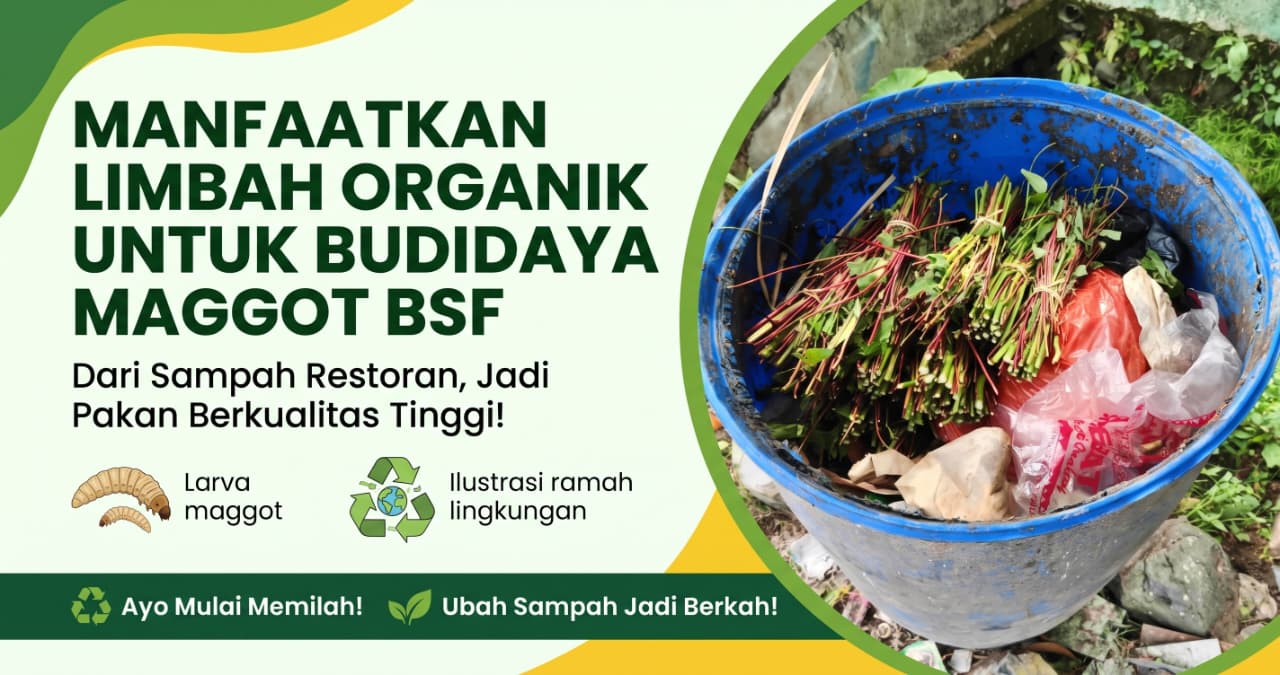 MANFAATKAN
LIMBAH ORGANIK
UNTUK BUDIDAYA
MAGGOT BSF
Dari Sampah Restoran, Jadi
Pakan Berkualitas Tinggi!
Larva
maggot
Ilustrasi ramah
lingkungan
Ayo Mulai Memilah!
Ubah Sampah Jadi Berkah!